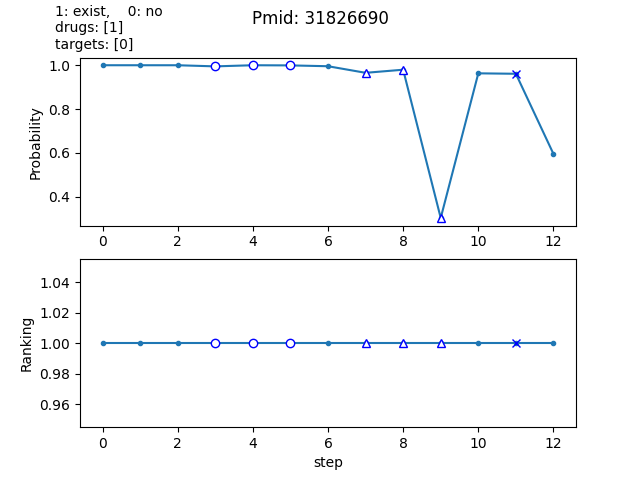 1: exist,    0: no
drugs: [1]
targets: [0]
Pmid: 31826690
Probability
1.0
0.8
0.6
0.4
0 2 4 6 8 10 12
Ranking
1.04
1.02
1.00
0.98
0.96
0 2 4 6 8 10 12
step